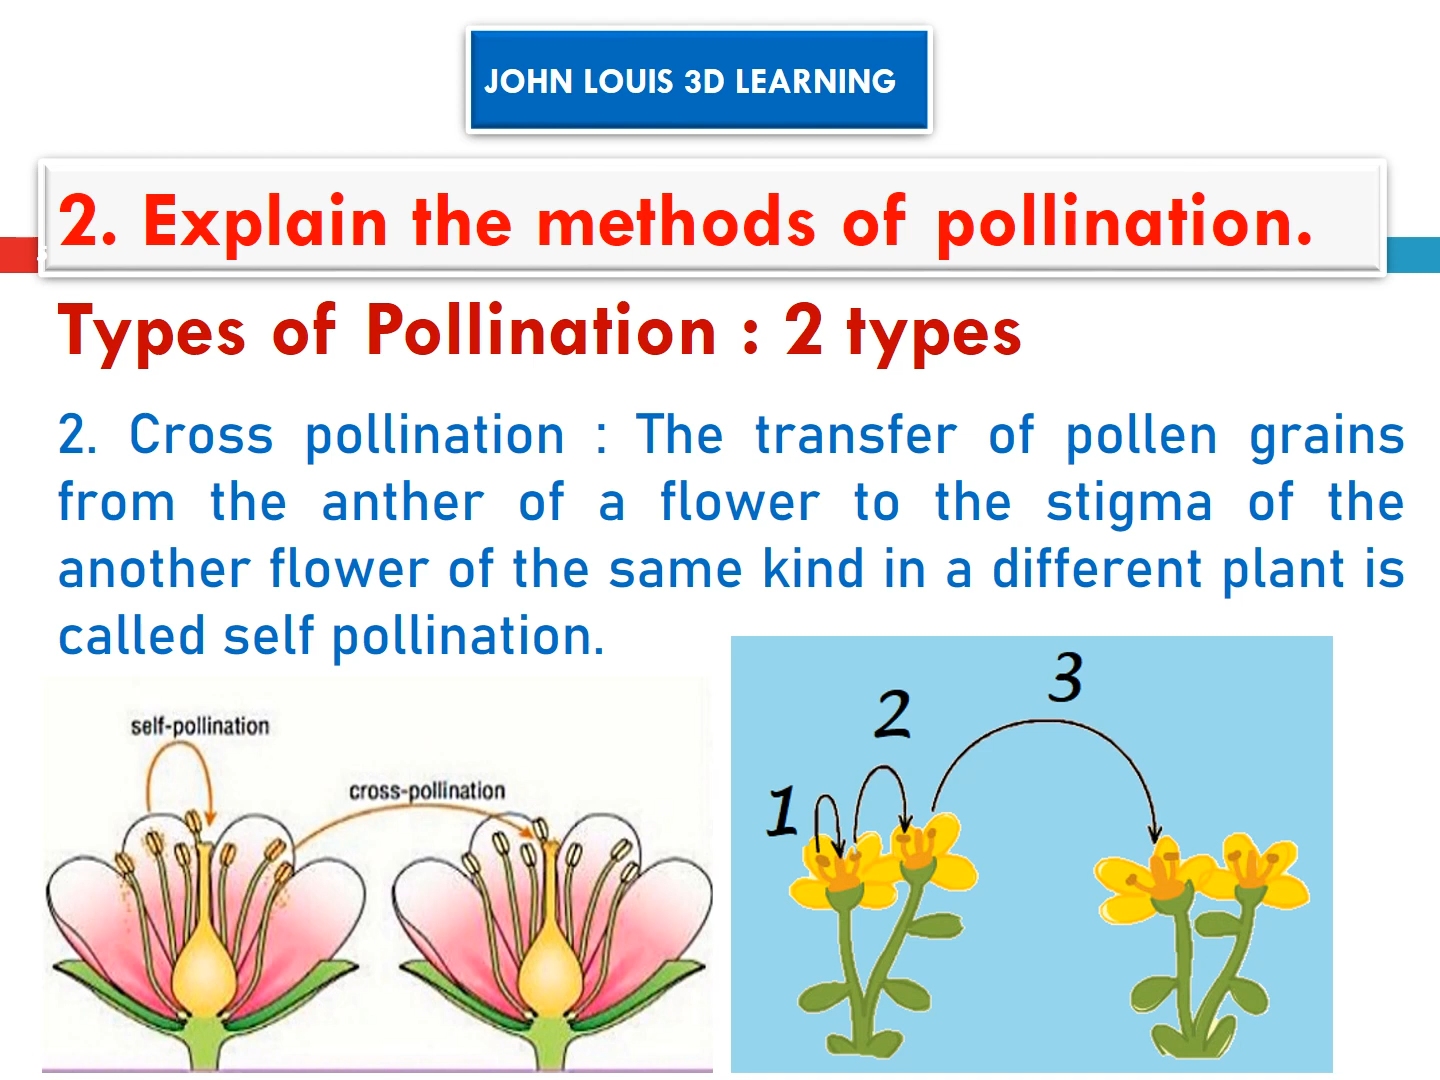 JOHN LOUIS 3D LEARNING
2. Explain the methods of pollination.
Types of Pollination : 2 types
2. Cross pollination : The transfer of pollen grains
from the anther of a flower to the stigma of the
another flower of the same kind in a different plant is
called self pollination.
self-pollination
cross-pollination
1
2
3